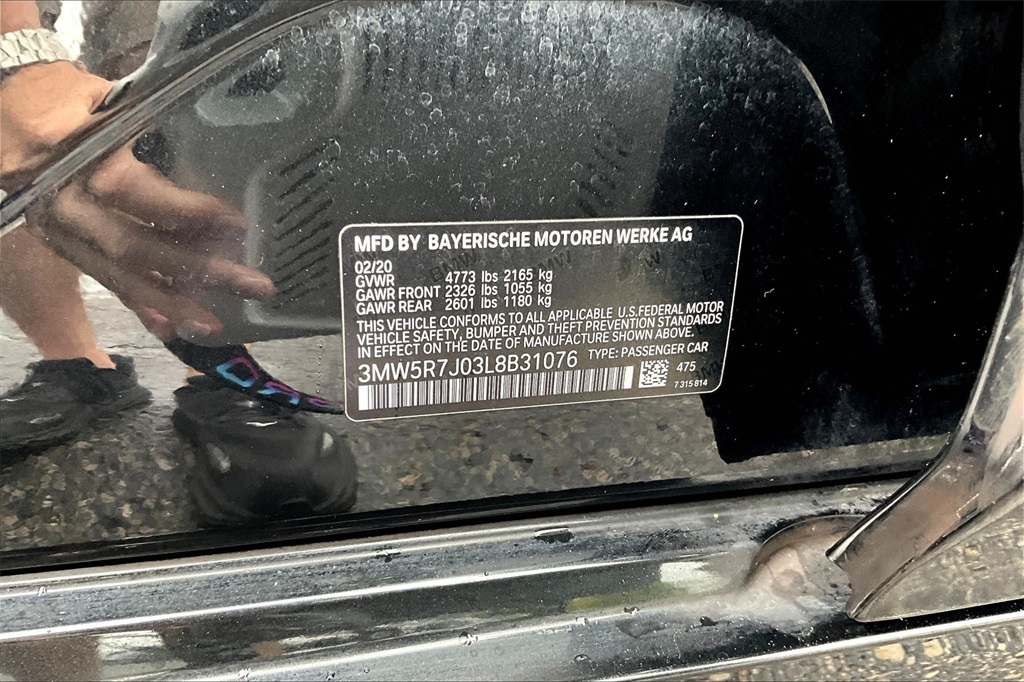 MFD BY BAYERISCHE MOTOREN WERKE AG
02/20
GVWR 4773 lbs 2165 kg
GAWR FRONT 2326 lbs 1055 kg
GAWR REAR 2601 lbs 1180 kg
THIS VEHICLE CONFORMS TO ALL APPLICABLE U.S.FEDERAL MOTOR
VEHICLE SAFETY, BUMPER AND THEFT PREVENTION STANDARDS
IN EFFECT ON THE DATE OF MANUFACTURE SHOWN ABOVE.
3MW5R7J03L8B31076 TYPE: PASSENGER CAR
475
7 315 814